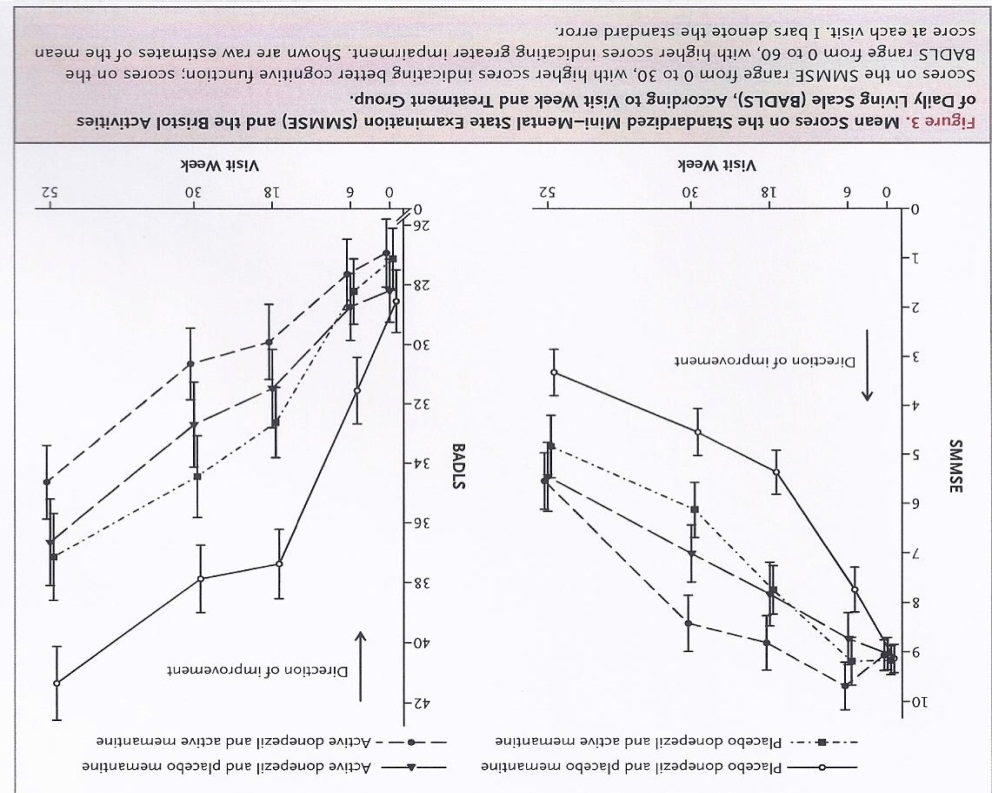 Placebo donepezil and placebo memantine
Placebo donepezil and active memantine
Active donepezil and placebo memantine
Active donepezil and active memantine
10
9
8
7
6
5
4
3
2
1
0
SMMSE
Direction of improvement
0 6 18 30 52
Visit Week
42
40
38
36
34
32
30
28
26
0
BADLS
Direction of improvement
0 6 18 30 52
Visit Week
Figure 3. Mean Scores on the Standardized Mini–Mental State Examination (SMMSE) and the Bristol Activities
of Daily Living Scale (BADLS), According to Visit Week and Treatment Group.
Scores on the SMMSE range from 0 to 30, with higher scores indicating better cognitive function; scores on the
BADLS range from 0 to 60, with higher scores indicating greater impairment. Shown are raw estimates of the mean
score at each visit. I bars denote the standard error.